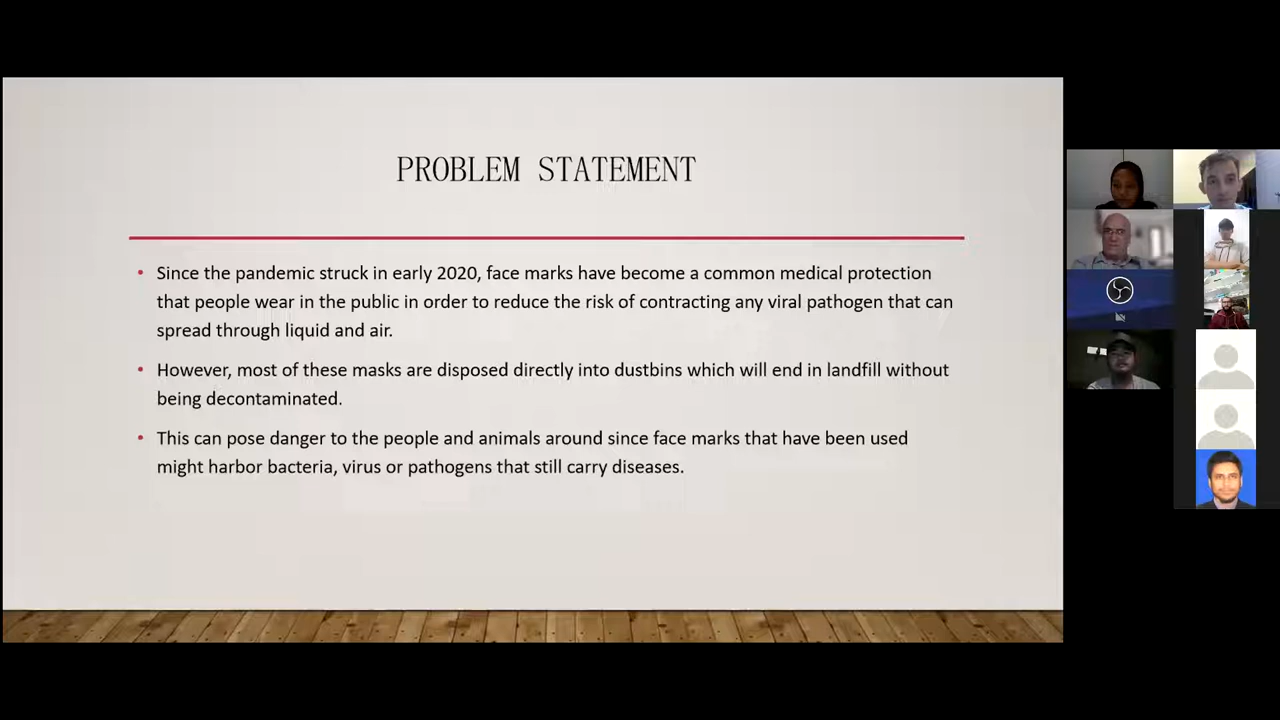 PROBLEM STATEMENT
• Since the pandemic struck in early 2020, face marks have become a common medical protection
that people wear in the public in order to reduce the risk of contracting any viral pathogen that can
spread through liquid and air.
• However, most of these masks are disposed directly into dustbins which will end in landfill without
being decontaminated.
• This can pose danger to the people and animals around since face marks that have been used
might harbor bacteria, virus or pathogens that still carry diseases.